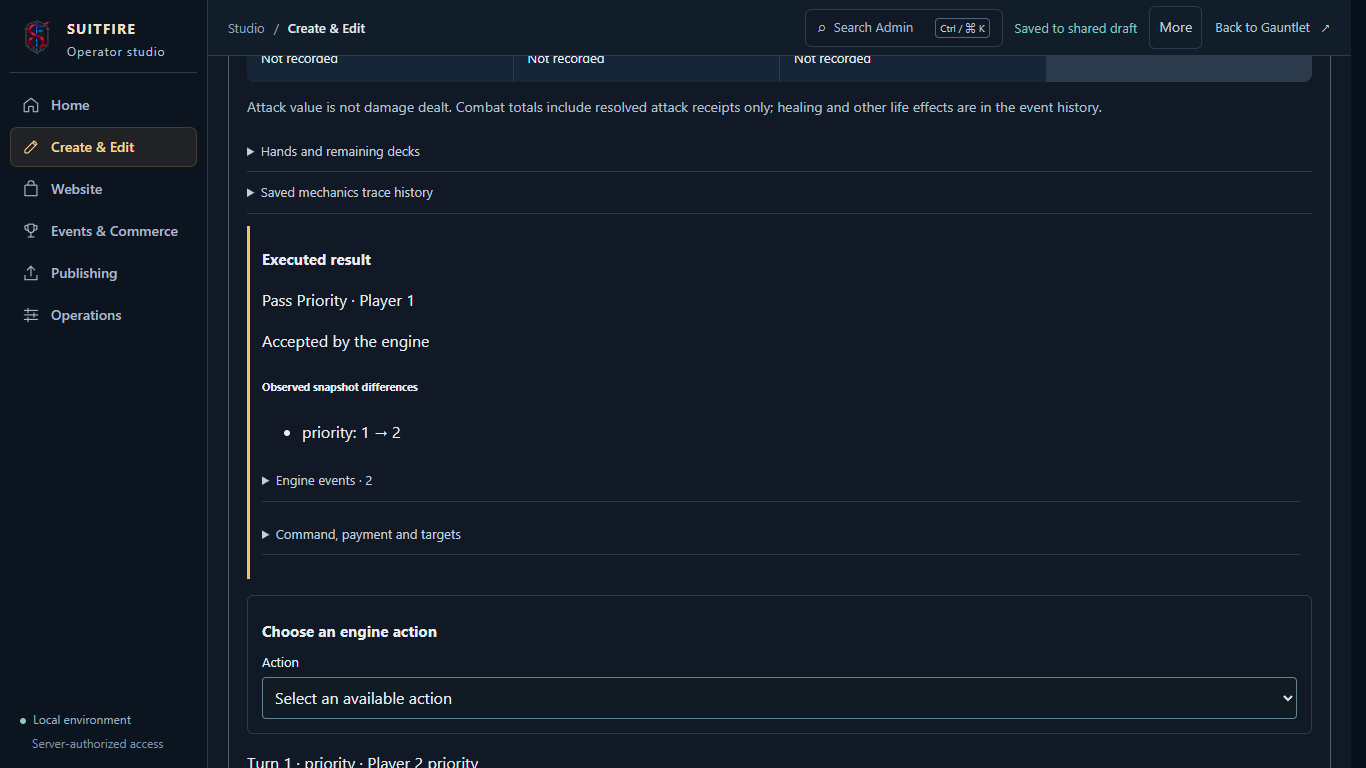 SUITFIRE
Operator studio
Home
Create & Edit
Website
Events & Commerce
Publishing
Operations
Local environment
Server-authorized access
Studio / Create & Edit
Search Admin Ctrl / ⌘ K
Saved to shared draft
More
Back to Gauntlet ↗
Not recorded Not recorded Not recorded
Attack value is not damage dealt. Combat totals include resolved attack receipts only; healing and other life effects are in the event history.
▶ Hands and remaining decks
▶ Saved mechanics trace history
Executed result
Pass Priority · Player 1
Accepted by the engine
Observed snapshot differences
• priority: 1 → 2
▶ Engine events · 2
▶ Command, payment and targets
Choose an engine action
Action
Select an available action
Turn 1 · priority · Player 2 priority